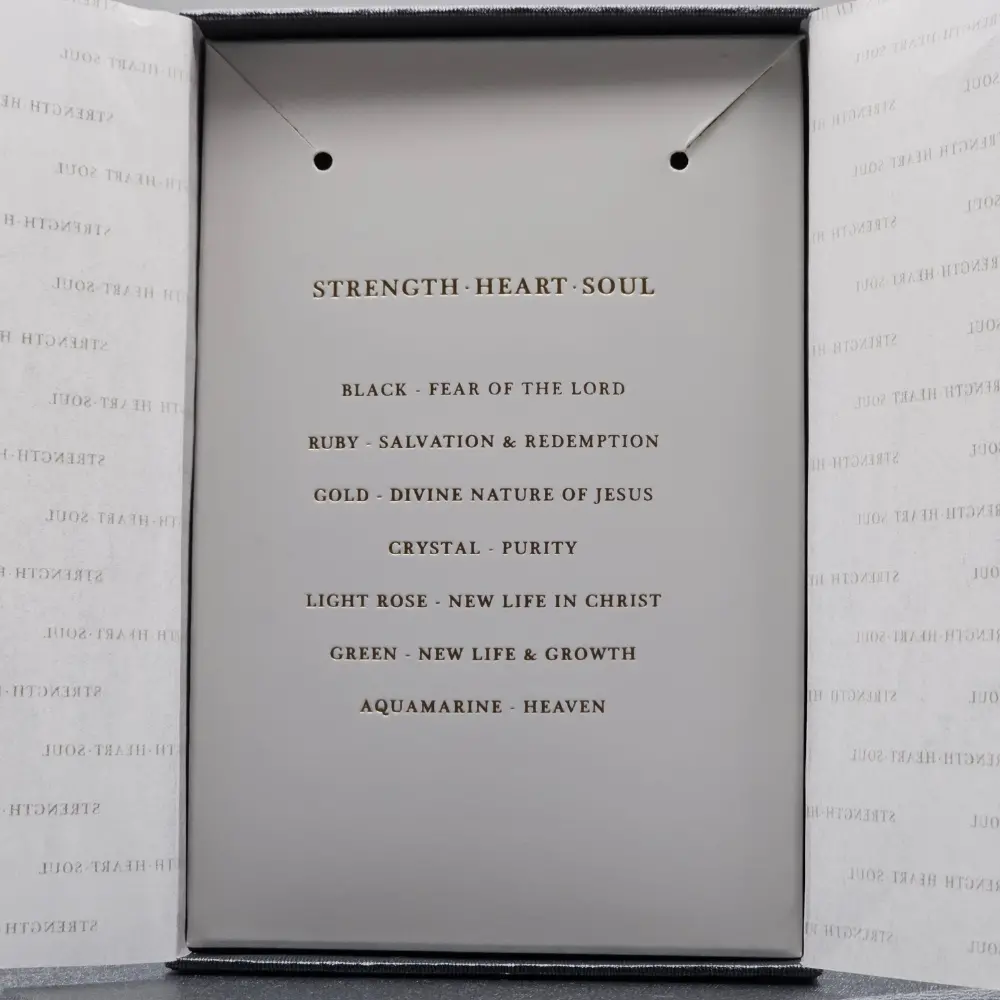 STRENGTH·HEART·SOUL
BLACK - FEAR OF THE LORD
RUBY - SALVATION & REDEMPTION
GOLD - DIVINE NATURE OF JESUS
CRYSTAL - PURITY
LIGHT ROSE - NEW LIFE IN CHRIST
GREEN - NEW LIFE & GROWTH
AQUAMARINE - HEAVEN